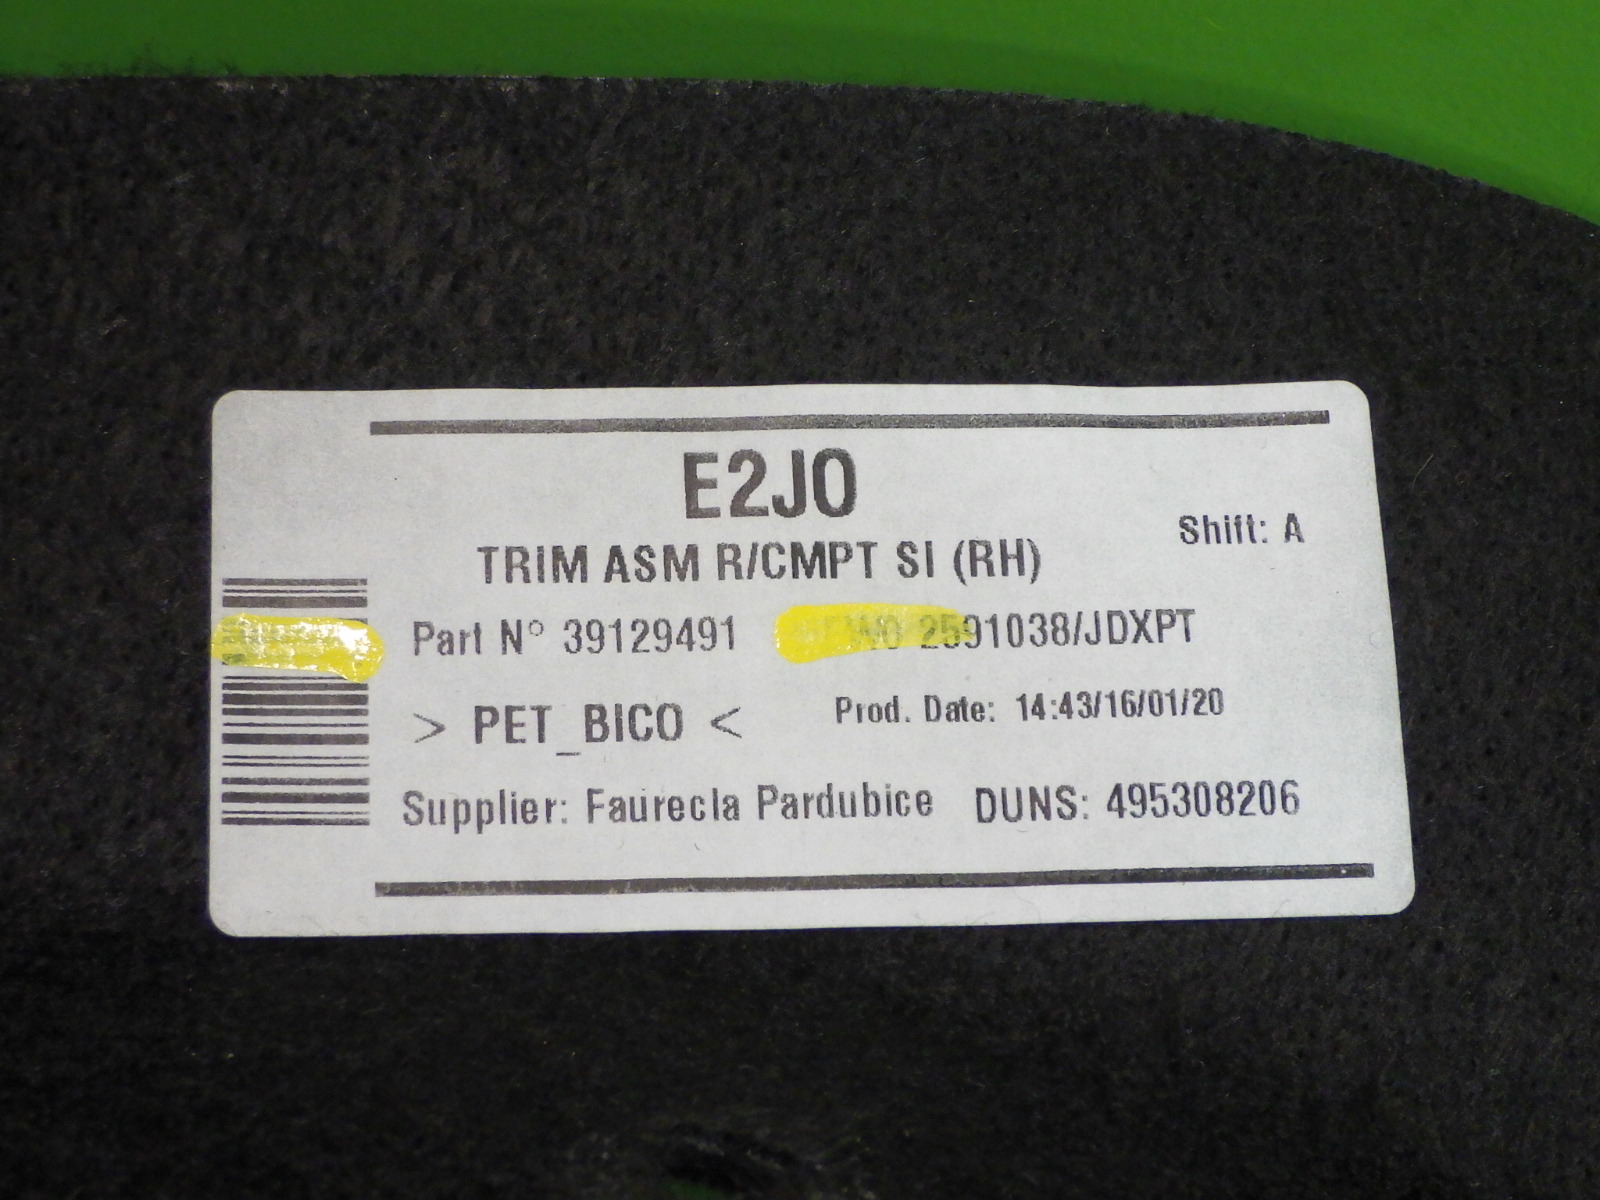 E2JO
Shift: A
TRIM ASM R/CMPT SI (RH)
Part N° 39129491 2591038/JDXPT
> PET_BICO < Prod. Date: 14:43/16/01/20
Supplier: Faurecia Pardubice DUNS: 495308206